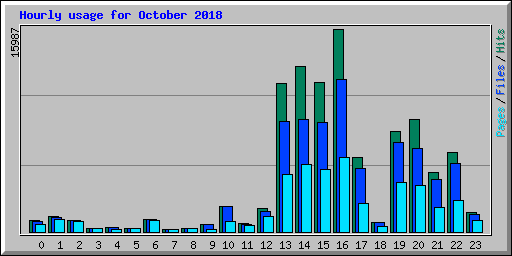 Hourly usage for October 2018
15987
Pages/Files/Hits
0 1 2 3 4 5 6 7 8 9 10 11 12 13 14 15 16 17 18 19 20 21 22 23